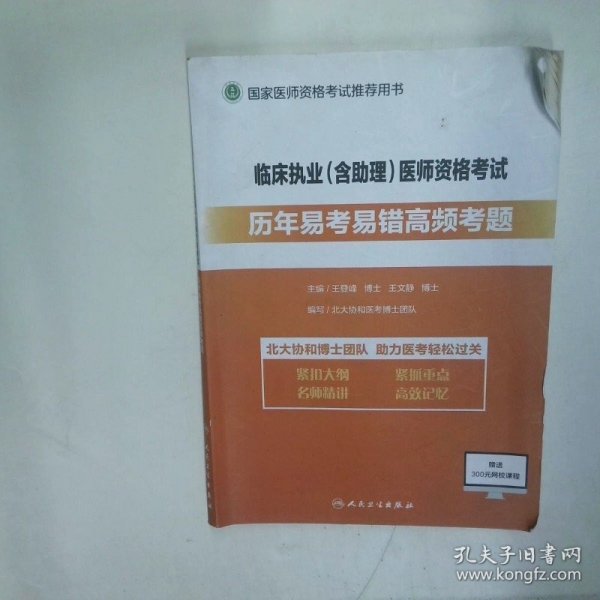 国家医师资格考试推荐用书
临床执业(含助理)医师资格考试
历年易考易错高频考题
主编/王登峰 博士 王文静 博士
编写/北大协和医考博士团队
北大协和博士团队 助力医考轻松过关
紧扣大纲 紧抓重点
名师精讲 高效记忆
赠送
300元网校课程
人民卫生出版社
孔夫子旧书网
www.kongfz.com